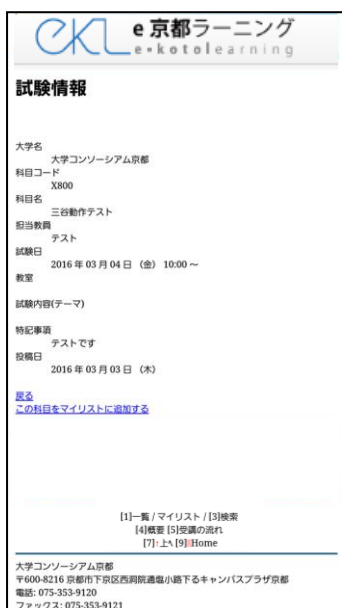 e京都ラーニング
e•kotolearning
試験情報
大学名
大学コンソーシアム京都
科目コード
X800
科目名
三谷動作テスト
担当教員
テスト
試験日
2016 年 03 月 04 日 （金） 10:00 ～
教室
試験内容(テーマ)
特記事項
テストです
投稿日
2016 年 03 月 03 日 （木）
戻る
この科目をマイリストに追加する
[1]一覧 / マイリスト / [3]検索
[4]概要 [5]受講の流れ
[7]↑上へ [9]Home
大学コンソーシアム京都
〒600-8216 京都市下京区西洞院通塩小路下るキャンパスプラザ京都
電話: 075-353-9120
ファックス: 075-353-9121